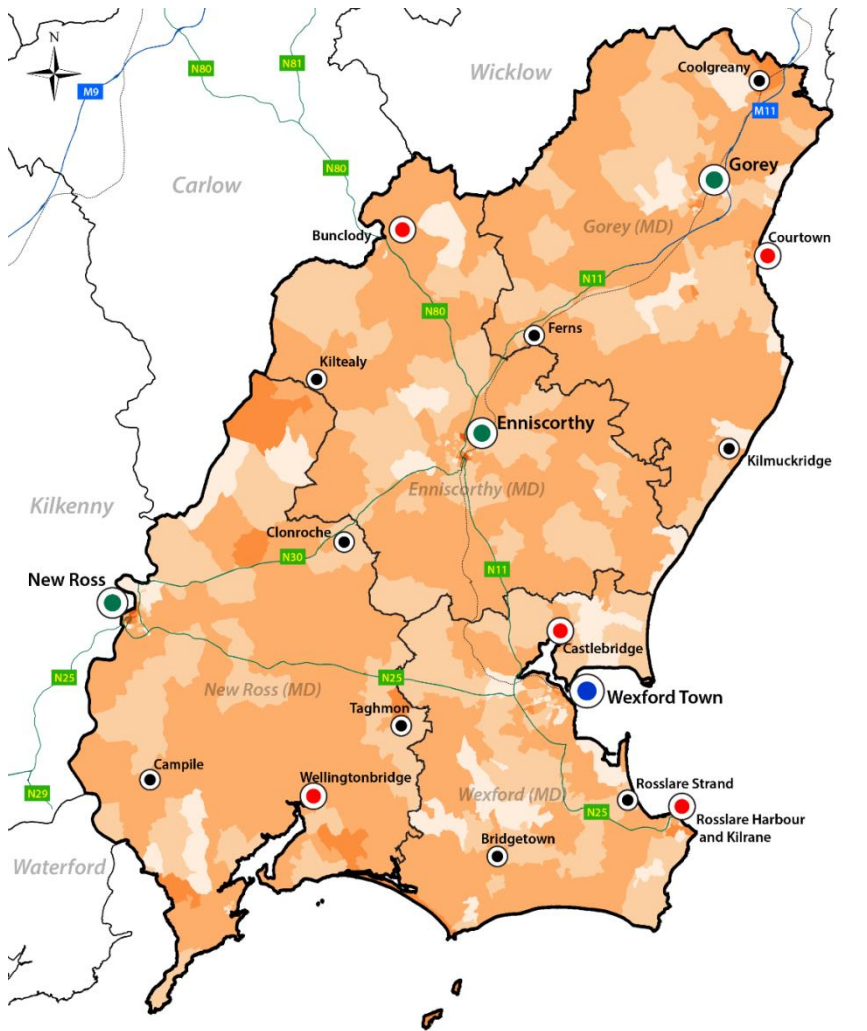 N
Wicklow
N80
N81
Coolgreany
M9
M11
N80
Gorey
Carlow
Bunclody
Gorey (MD)
Courtown
N11
N80
Ferns
Kiltealy
Enniscorthy
Kilmuckridge
Enniscorthy (MD)
Kilkenny
Clonroche
N30
N11
New Ross
Castlebridge
N25
N25
New Ross (MD)
Wexford Town
Taghmon
Campile
Wellingtonbridge
Rosslare Strand
N29
Wexford (MD)
N25
Rosslare Harbour
and Kilrane
Bridgetown
Waterford